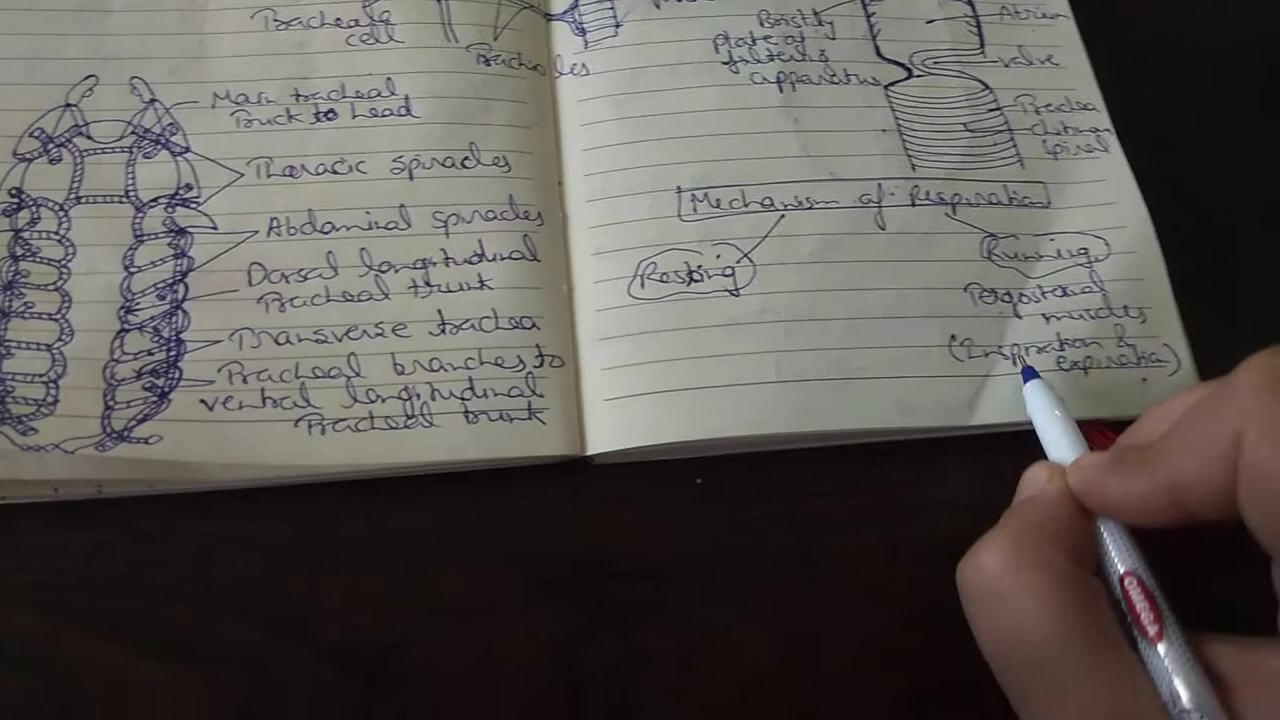 Tracheole
cell
Tracheoles
Main tracheal
Truck to head
Thoracic spiracles
Abdominal spiracles
Dorsal longitudinal
Tracheal trunk
Transverse trachea
Tracheal branches to
ventral longitudinal
Tracheal trunk
Bristly
Plate of
filtering
apparatus
Atrium
valve
Trachea
chitinous
spiral
Mechanism of Respiration
Resting
Running
Tergosternal
muscles
(Inspiration &
expiration)
OMEGA